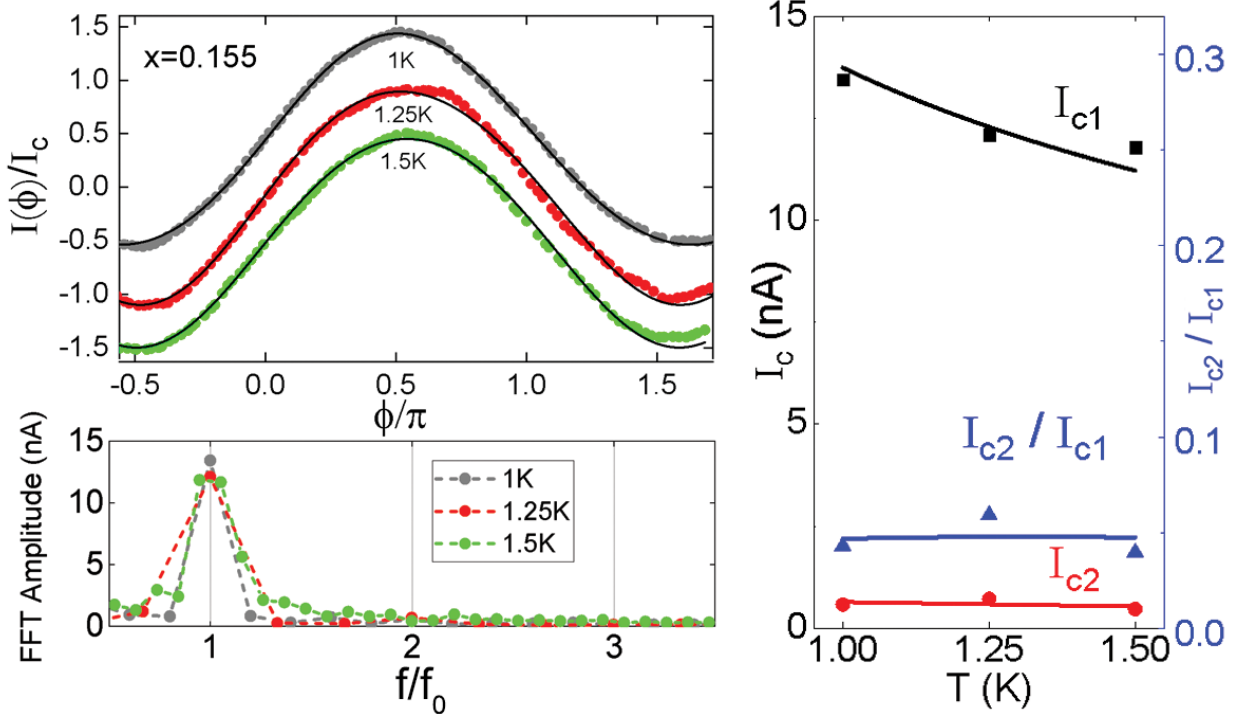 x=0.155
1K
1.25K
1.5K
I(ϕ)/I_c
1.5
1.0
0.5
0.0
-0.5
-1.0
-1.5
-0.5 0.0 0.5 1.0 1.5
ϕ/π
FFT Amplitude (nA)
15
10
5
0
1K
1.25K
1.5K
1 2 3
f/f_0
I_c (nA)
15
10
5
0
I_c1
I_c2 / I_c1
I_c2
0.3
0.2
0.1
0.0
I_c2 / I_c1
1.00 1.25 1.50
T (K)